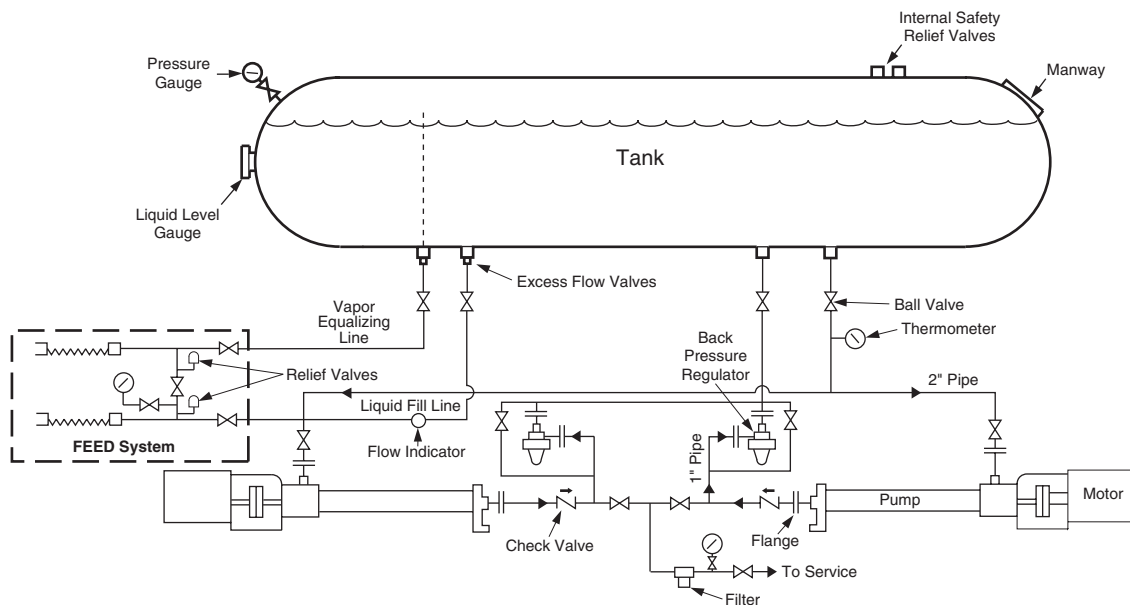 Internal Safety
Relief Valves
Pressure
Gauge
Manway
Tank
Liquid Level
Gauge
Excess Flow Valves
Ball Valve
Vapor
Equalizing
Line
Thermometer
Back
Pressure
Regulator
Relief Valves
2" Pipe
Liquid Fill Line
FEED System
Flow Indicator
1" Pipe
Pump
Motor
Check Valve
Flange
To Service
Filter